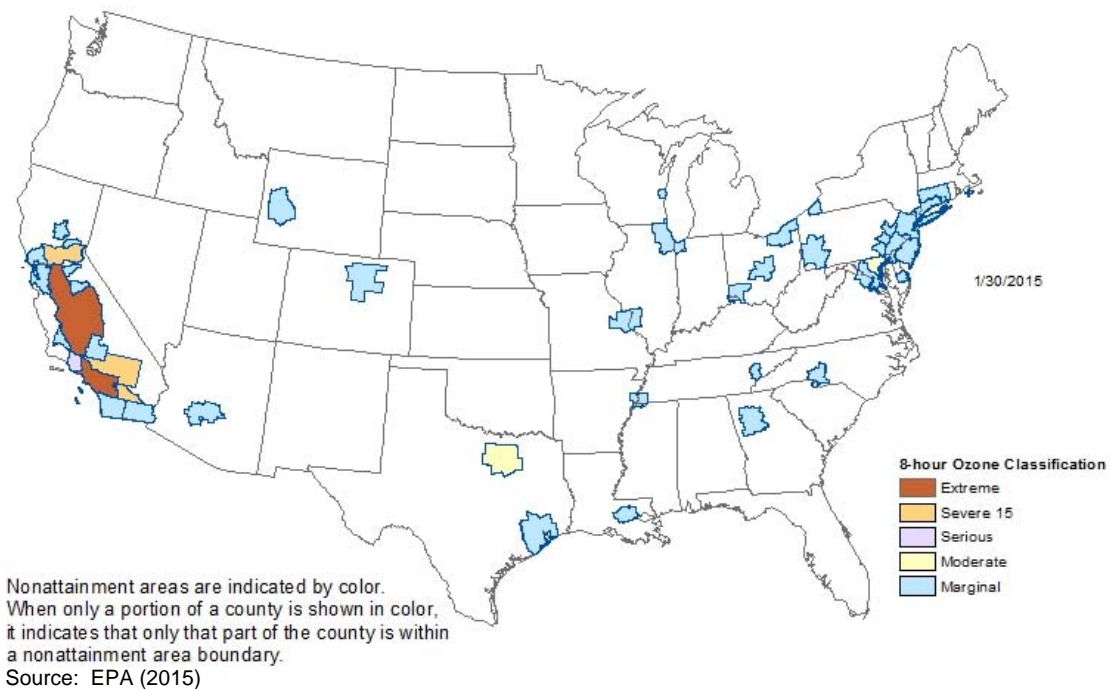 1/30/2015
8-hour Ozone Classification
Extreme
Severe 15
Serious
Moderate
Marginal
Nonattainment areas are indicated by color.
When only a portion of a county is shown in color,
it indicates that only that part of the county is within
a nonattainment area boundary.
Source: EPA (2015)